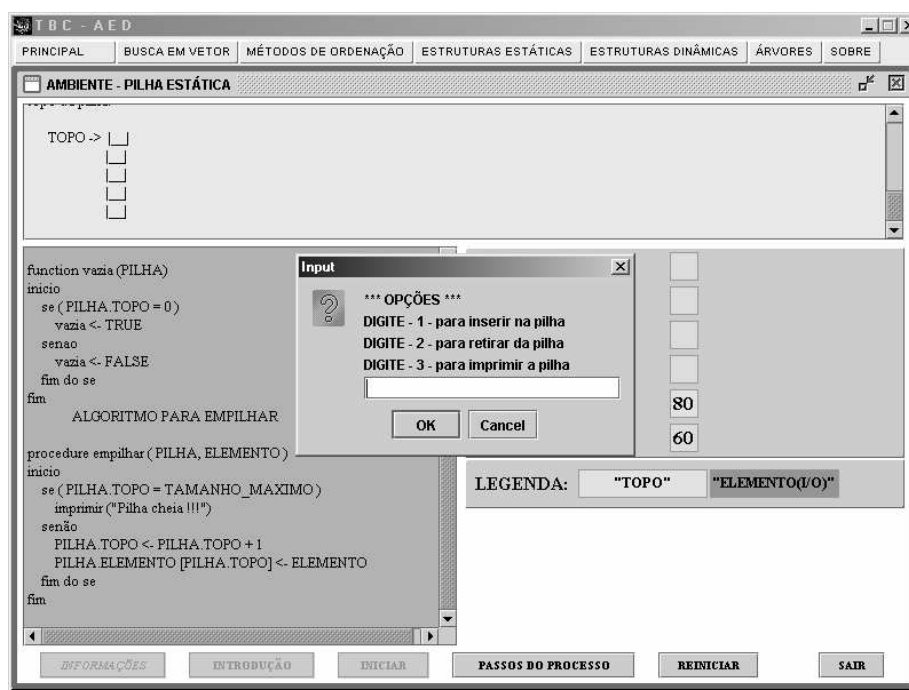 TBC - AED
PRINCIPAL BUSCA EM VETOR MÉTODOS DE ORDENAÇÃO ESTRUTURAS ESTÁTICAS ESTRUTURAS DINÂMICAS ÁRVORES SOBRE
AMBIENTE - PILHA ESTÁTICA
TOPO -> |__|
|__|
|__|
|__|
|__|
function vazia (PILHA)
inicio
se ( PILHA.TOPO = 0 )
vazia <- TRUE
senao
vazia <- FALSE
fim do se
fim
ALGORITMO PARA EMPILHAR
procedure empilhar ( PILHA, ELEMENTO )
inicio
se ( PILHA.TOPO = TAMANHO_MAXIMO )
imprimir ("Pilha cheia !!!")
senão
PILHA.TOPO <- PILHA.TOPO + 1
PILHA.ELEMENTO [PILHA.TOPO] <- ELEMENTO
fim do se
fim
Input
*** OPÇÕES ***
DIGITE - 1 - para inserir na pilha
DIGITE - 2 - para retirar da pilha
DIGITE - 3 - para imprimir a pilha
OK Cancel
80
60
LEGENDA: "TOPO" "ELEMENTO(I/O)"
INFORMAÇÕES INTRODUÇÃO INICIAR PASSOS DO PROCESSO REINICIAR SAIR